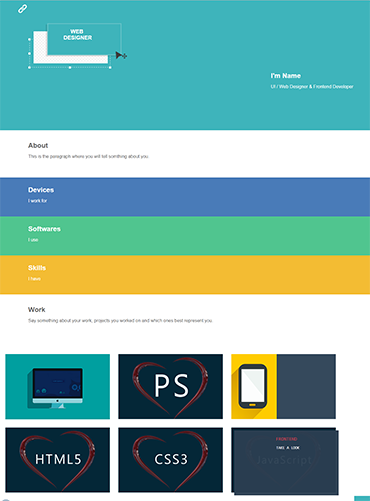 WEB
DESIGNER
I'm Name
UI / Web Designer & Frontend Developer
About
This is the paragraph where you will tell somthing about you.
Devices
I work for
Softwares
I use
Skills
I have
Work
Say something about your work, projects you worked on and which ones best represent you.
PS
HTML5
CSS3
FRONTEND
TAKE A LOOK
JavaScript